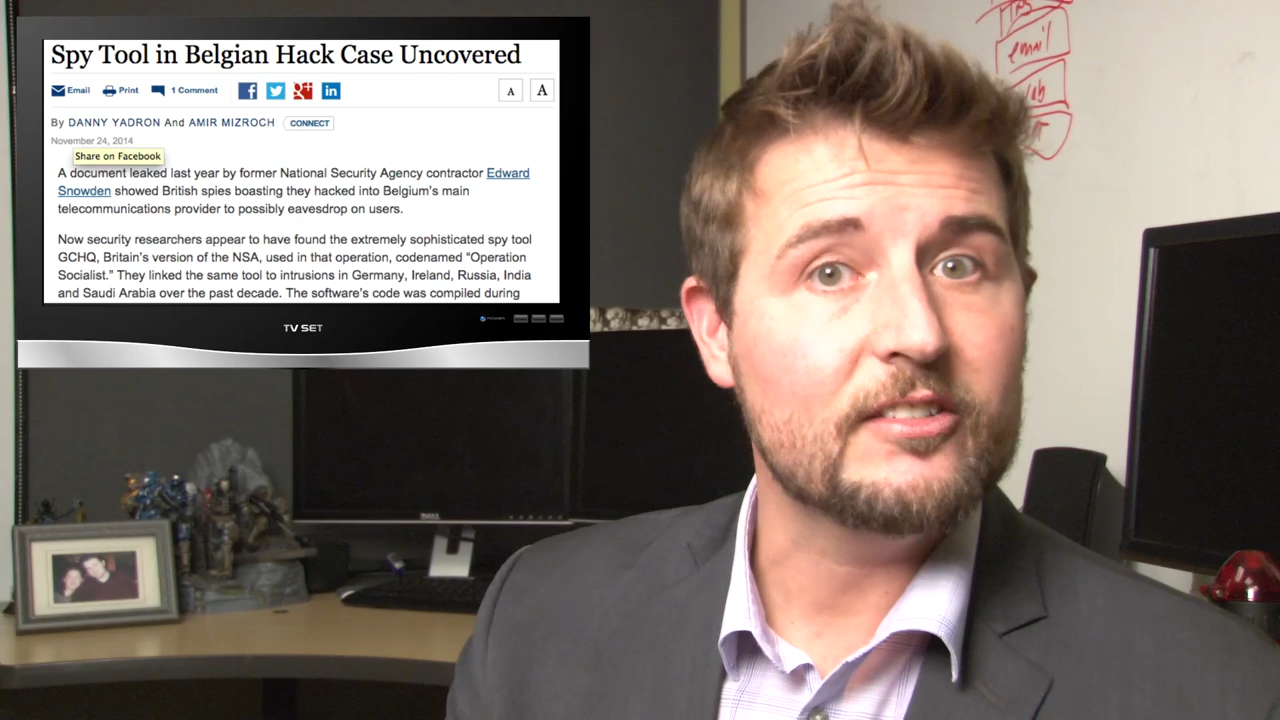 Spy Tool in Belgian Hack Case Uncovered
Email Print 1 Comment A A
By DANNY YADRON And AMIR MIZROCH CONNECT
November 24, 2014
Share on Facebook
A document leaked last year by former National Security Agency contractor Edward
Snowden showed British spies boasting they hacked into Belgium's main
telecommunications provider to possibly eavesdrop on users.
Now security researchers appear to have found the extremely sophisticated spy tool
GCHQ, Britain's version of the NSA, used in that operation, codenamed “Operation
Socialist.” They linked the same tool to intrusions in Germany, Ireland, Russia, India
and Saudi Arabia over the past decade. The software's code was compiled during
TV SET
POWER
email
DELL